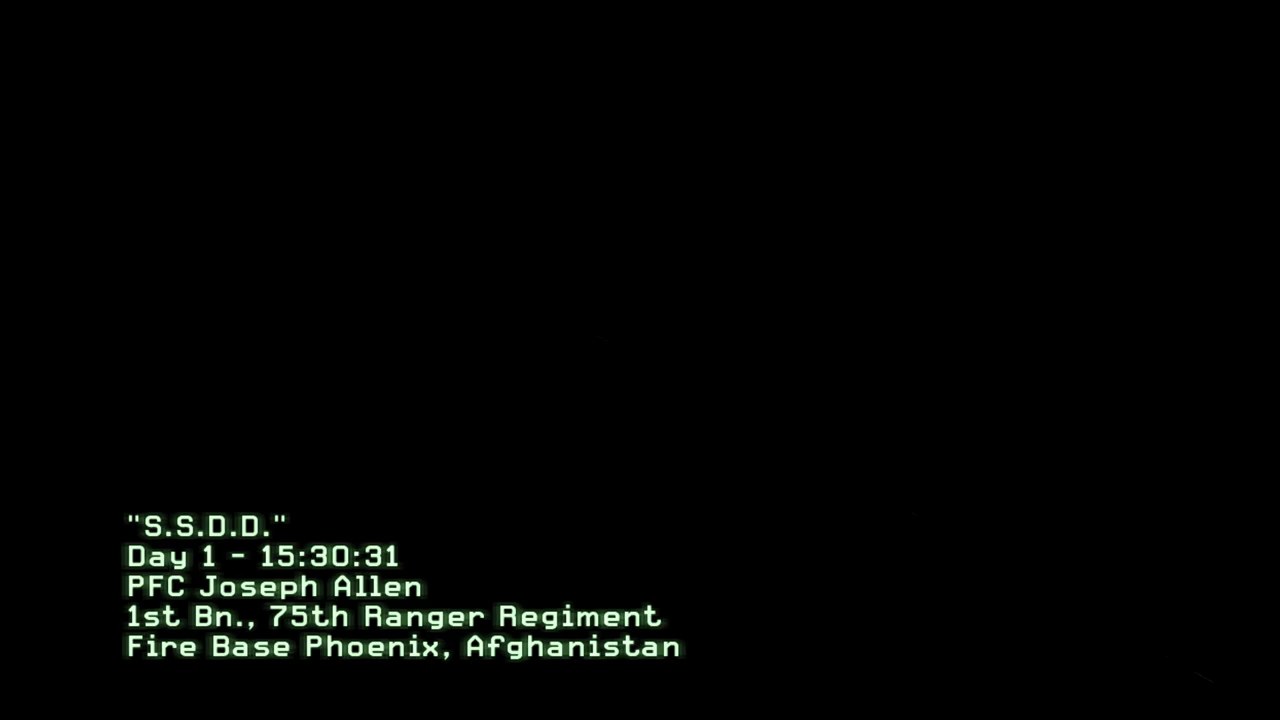 "S.S.D.D."
Day 1 - 15:30:31
PFC Joseph Allen
1st Bn., 75th Ranger Regiment
Fire Base Phoenix, Afghanistan